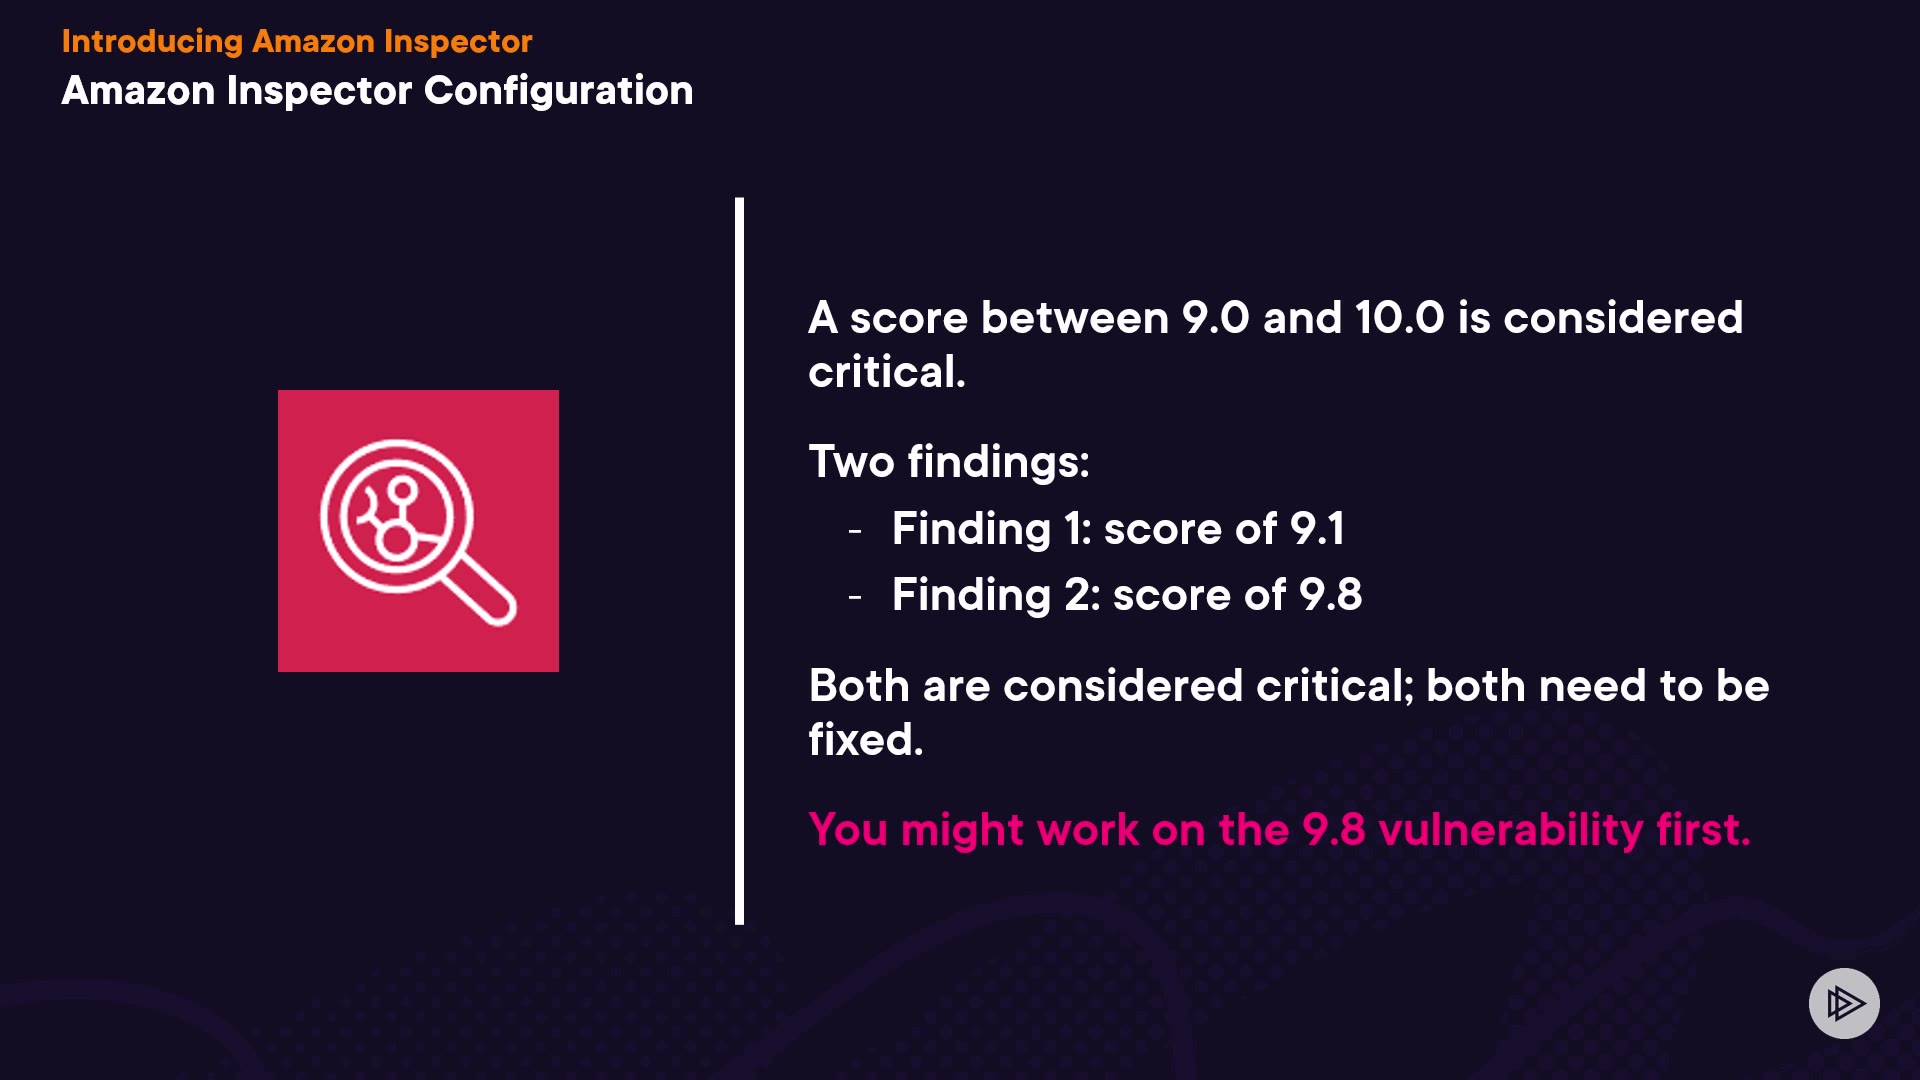 Introducing Amazon Inspector
Amazon Inspector Configuration
A score between 9.0 and 10.0 is considered
critical.
Two findings:
- Finding 1: score of 9.1
- Finding 2: score of 9.8
Both are considered critical; both need to be
fixed.
You might work on the 9.8 vulnerability first.